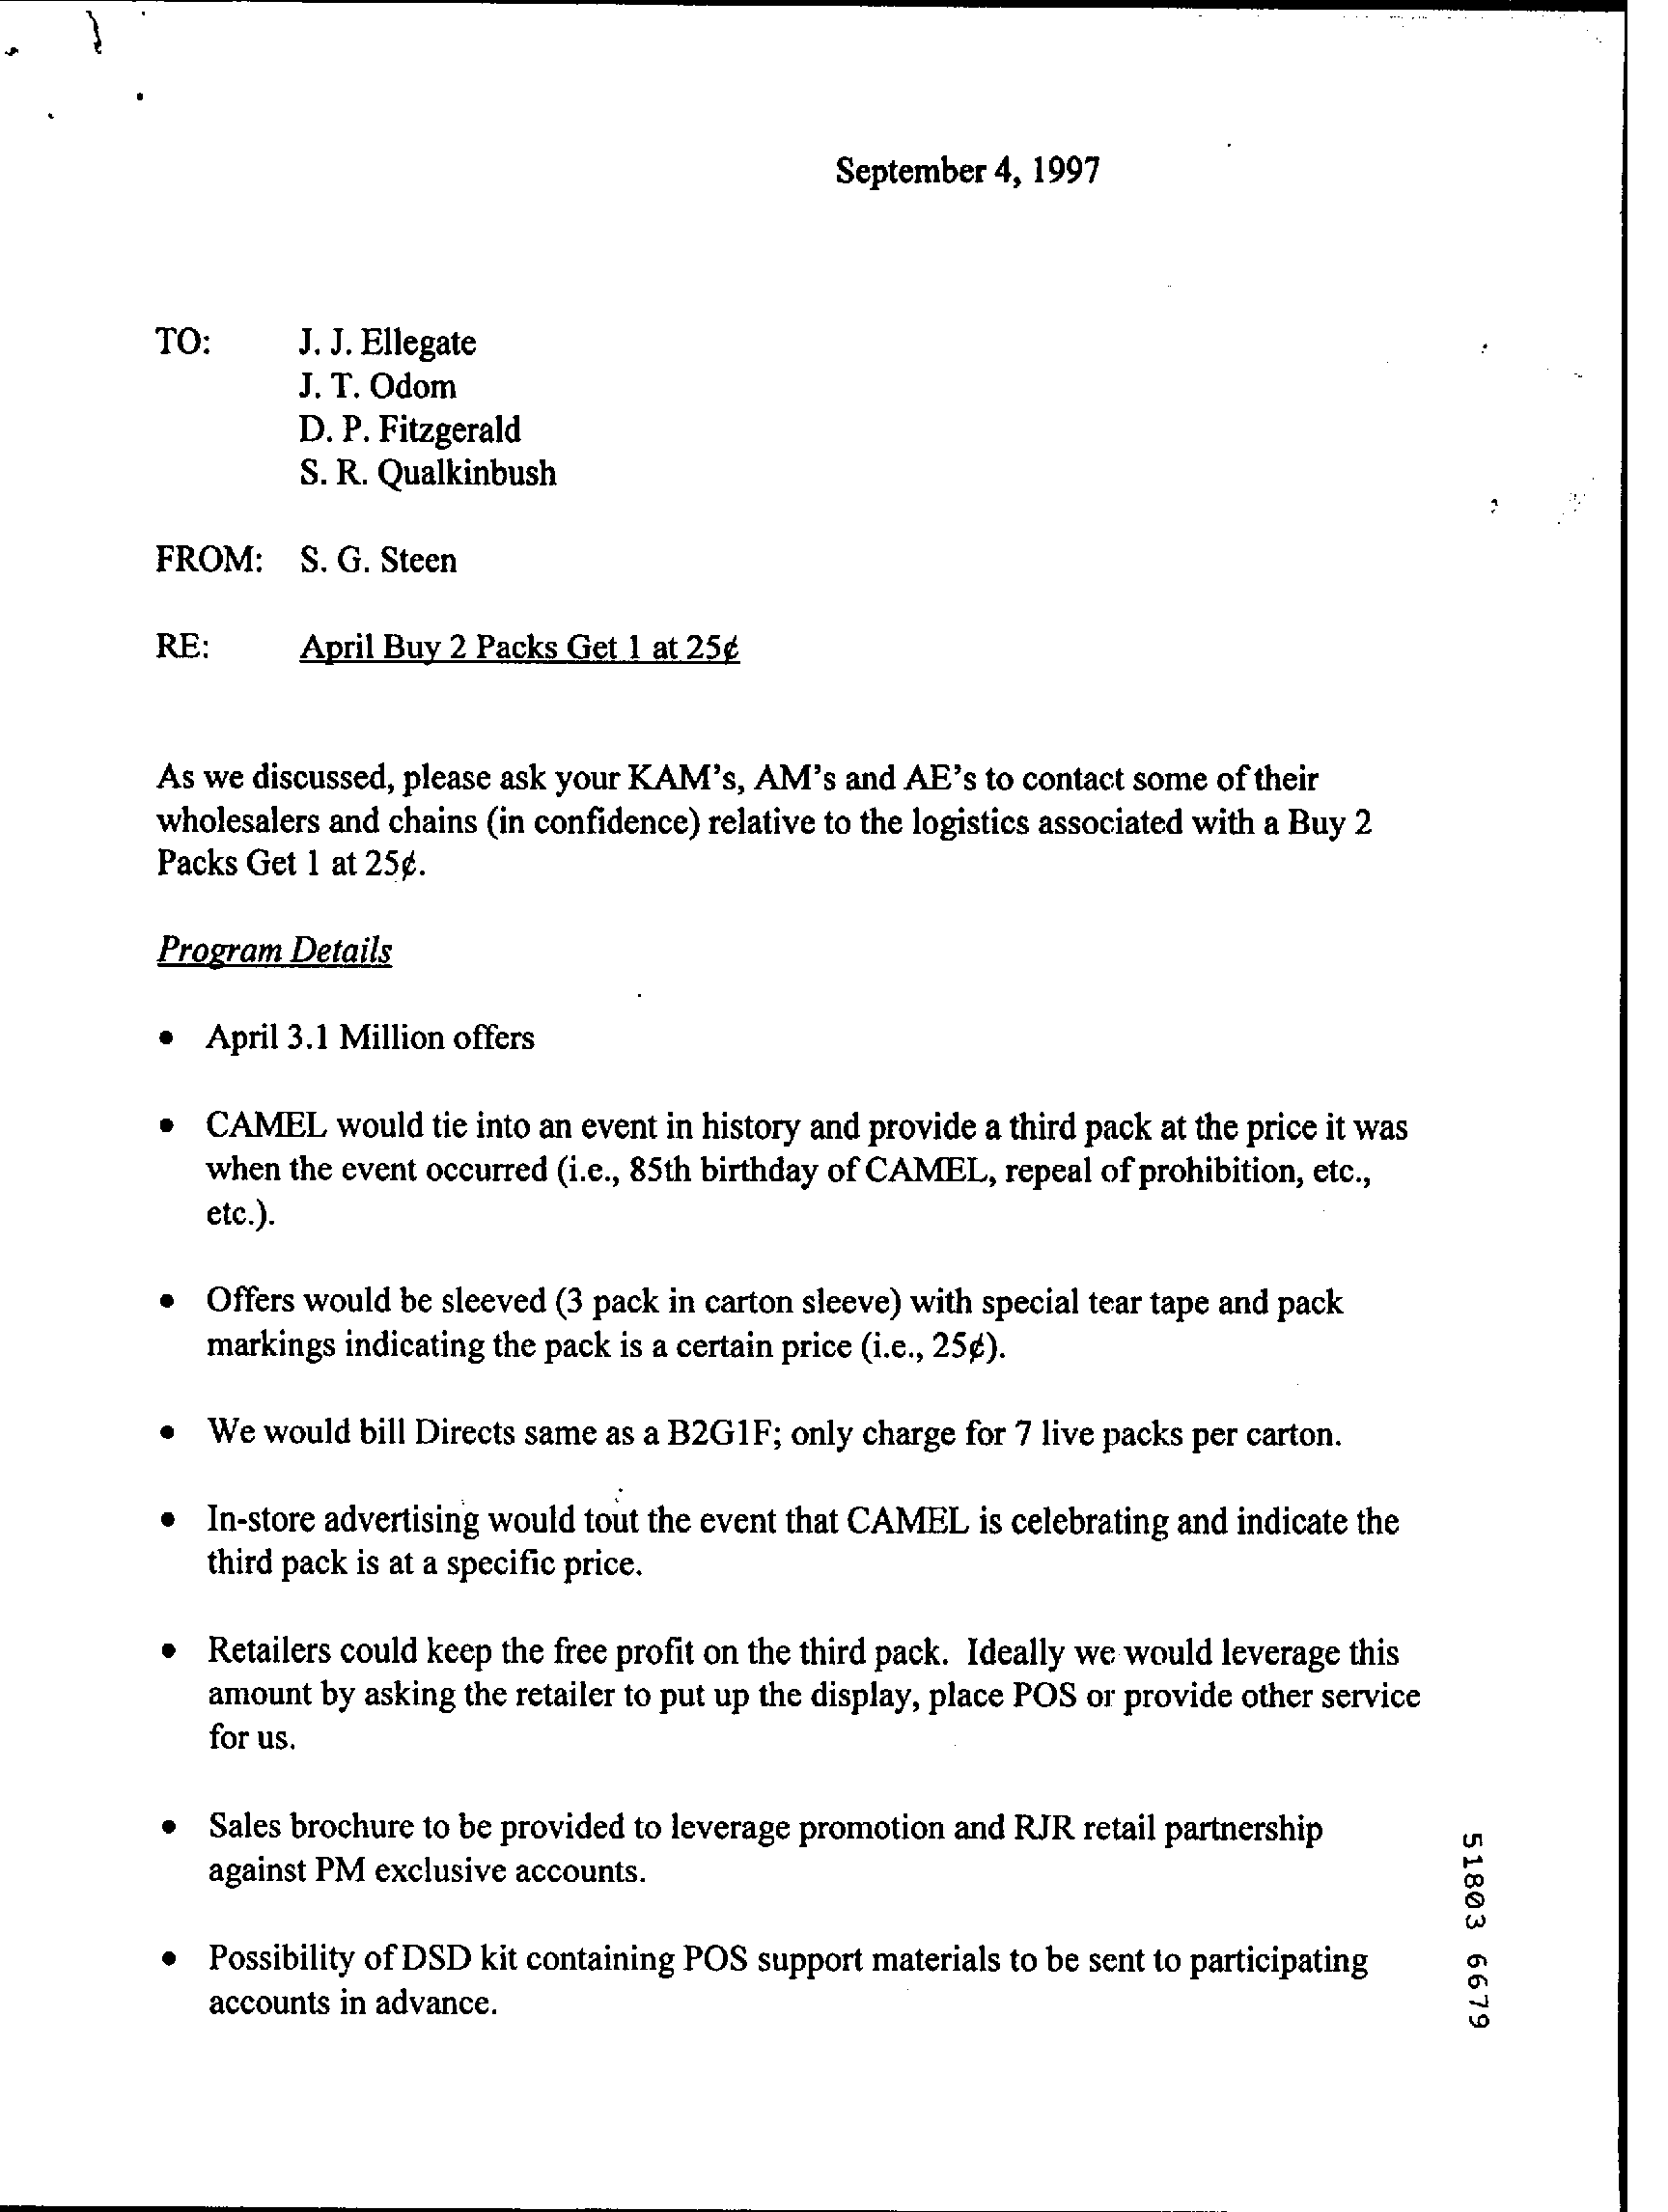 September 4, 1997
TO: J. J. Ellegate
J. T. Odom
D. P. Fitzgerald
S. R. Qualkinbush
FROM: S. G. Steen
RE: April Buy 2 Packs Get 1 at 25¢
As we discussed, please ask your KAM's, AM's and AE's to contact some of their
wholesalers and chains (in confidence) relative to the logistics associated with a Buy 2
Packs Get 1 at 25¢.
Program Details
• April 3.1 Million offers
• CAMEL would tie into an event in history and provide a third pack at the price it was
when the event occurred (i.e., 85th birthday of CAMEL, repeal of prohibition, etc.,
etc.).
• Offers would be sleeved (3 pack in carton sleeve) with special tear tape and pack
markings indicating the pack is a certain price (i.e., 25¢).
• We would bill Directs same as a B2G1F; only charge for 7 live packs per carton.
• In-store advertising would tout the event that CAMEL is celebrating and indicate the
third pack is at a specific price.
• Retailers could keep the free profit on the third pack. Ideally we would leverage this
amount by asking the retailer to put up the display, place POS or provide other service
for us.
• Sales brochure to be provided to leverage promotion and RJR retail partnership
against PM exclusive accounts.
• Possibility of DSD kit containing POS support materials to be sent to participating
accounts in advance.
51803 6679